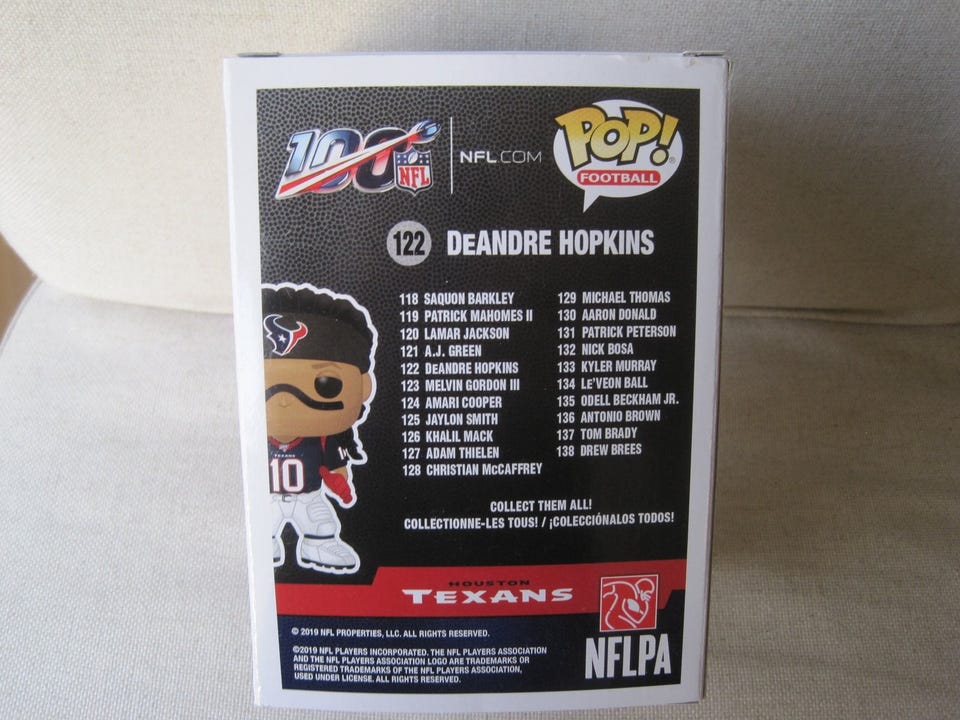 100
NFL
NFL.COM
POP!
FOOTBALL
122 DEANDRE HOPKINS
118 SAQUON BARKLEY
119 PATRICK MAHOMES II
120 LAMAR JACKSON
121 A.J. GREEN
122 DEANDRE HOPKINS
123 MELVIN GORDON III
124 AMARI COOPER
125 JAYLON SMITH
126 KHALIL MACK
127 ADAM THIELEN
128 CHRISTIAN McCAFFREY
129 MICHAEL THOMAS
130 AARON DONALD
131 PATRICK PETERSON
132 NICK BOSA
133 KYLER MURRAY
134 LE'VEON BALL
135 ODELL BECKHAM JR.
136 ANTONIO BROWN
137 TOM BRADY
138 DREW BREES
TEXANS
10
COLLECT THEM ALL!
COLLECTIONNE-LES TOUS! / ¡COLECCIÓNALOS TODOS!
HOUSTON
TEXANS
NFLPA
© 2019 NFL PROPERTIES, LLC. ALL RIGHTS RESERVED.
©2019 NFL PLAYERS INCORPORATED. THE NFL PLAYERS ASSOCIATION
AND THE NFL PLAYERS ASSOCIATION LOGO ARE TRADEMARKS OR
REGISTERED TRADEMARKS OF THE NFL PLAYERS ASSOCIATION,
USED UNDER LICENSE. ALL RIGHTS RESERVED.